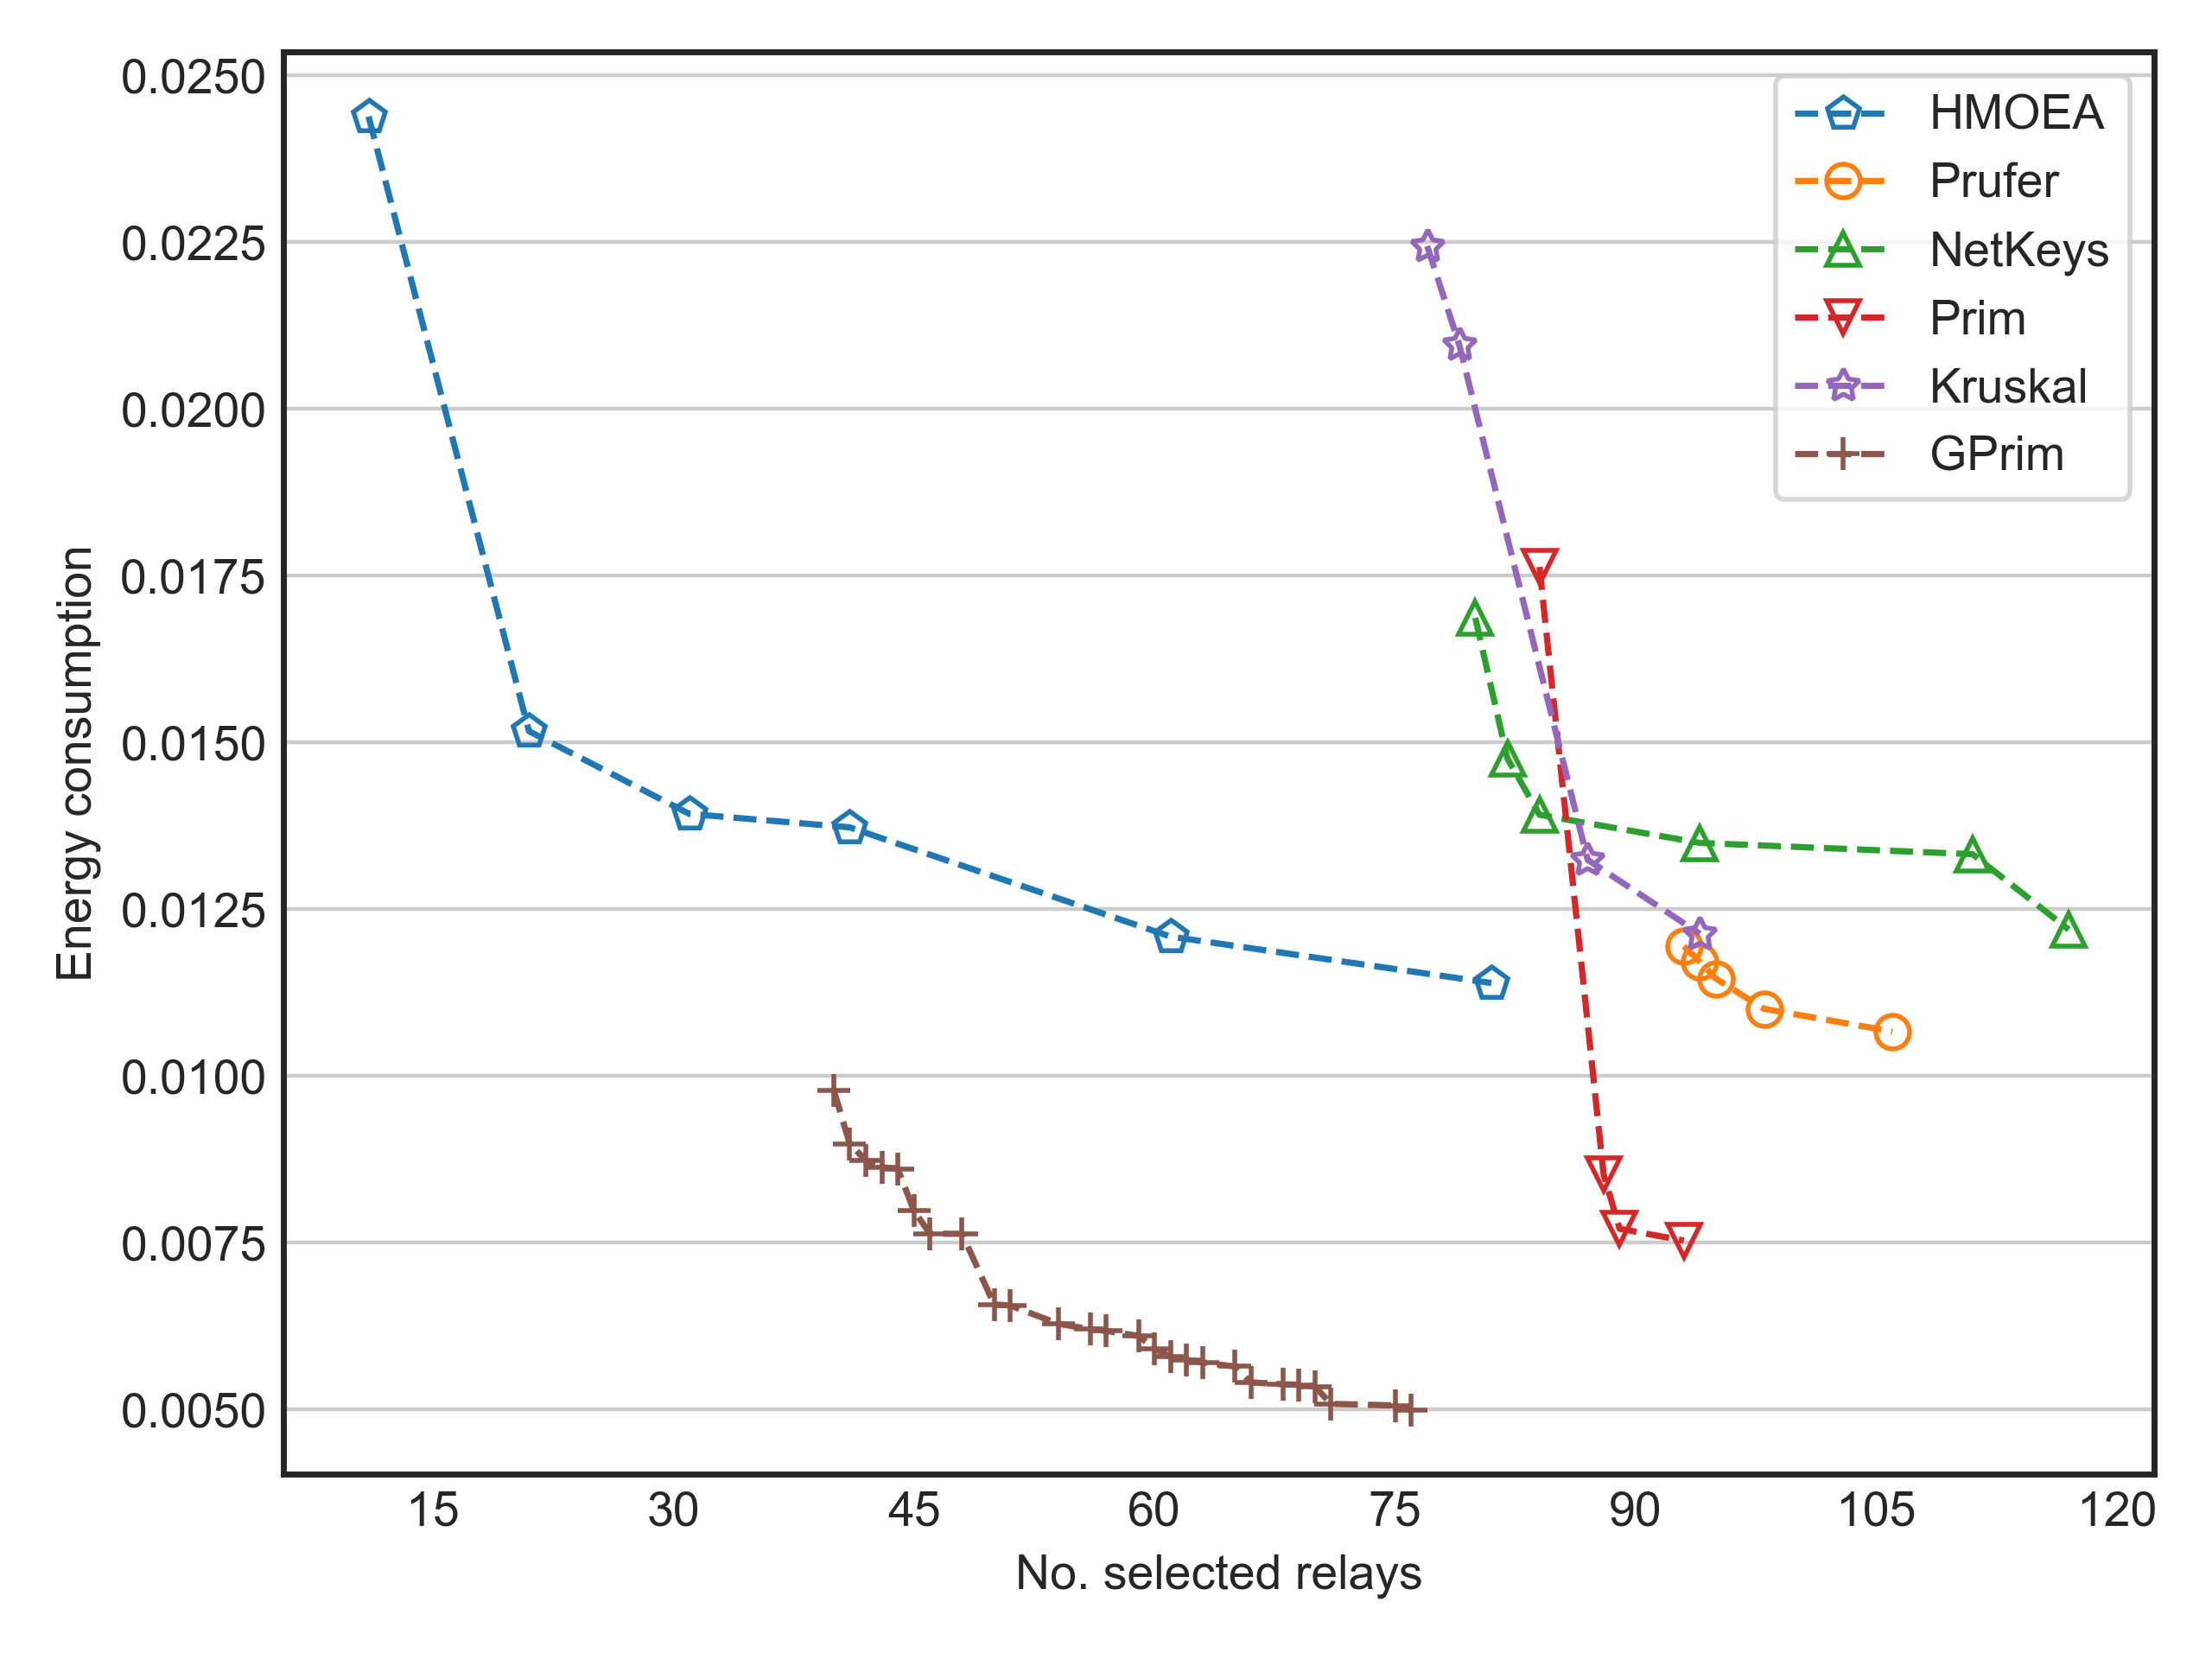 0.0250
0.0225
0.0200
0.0175
0.0150
0.0125
0.0100
0.0075
0.0050
Energy consumption
HMOEA
Prufer
NetKeys
Prim
Kruskal
GPrim
15 30 45 60 75 90 105 120
No. selected relays